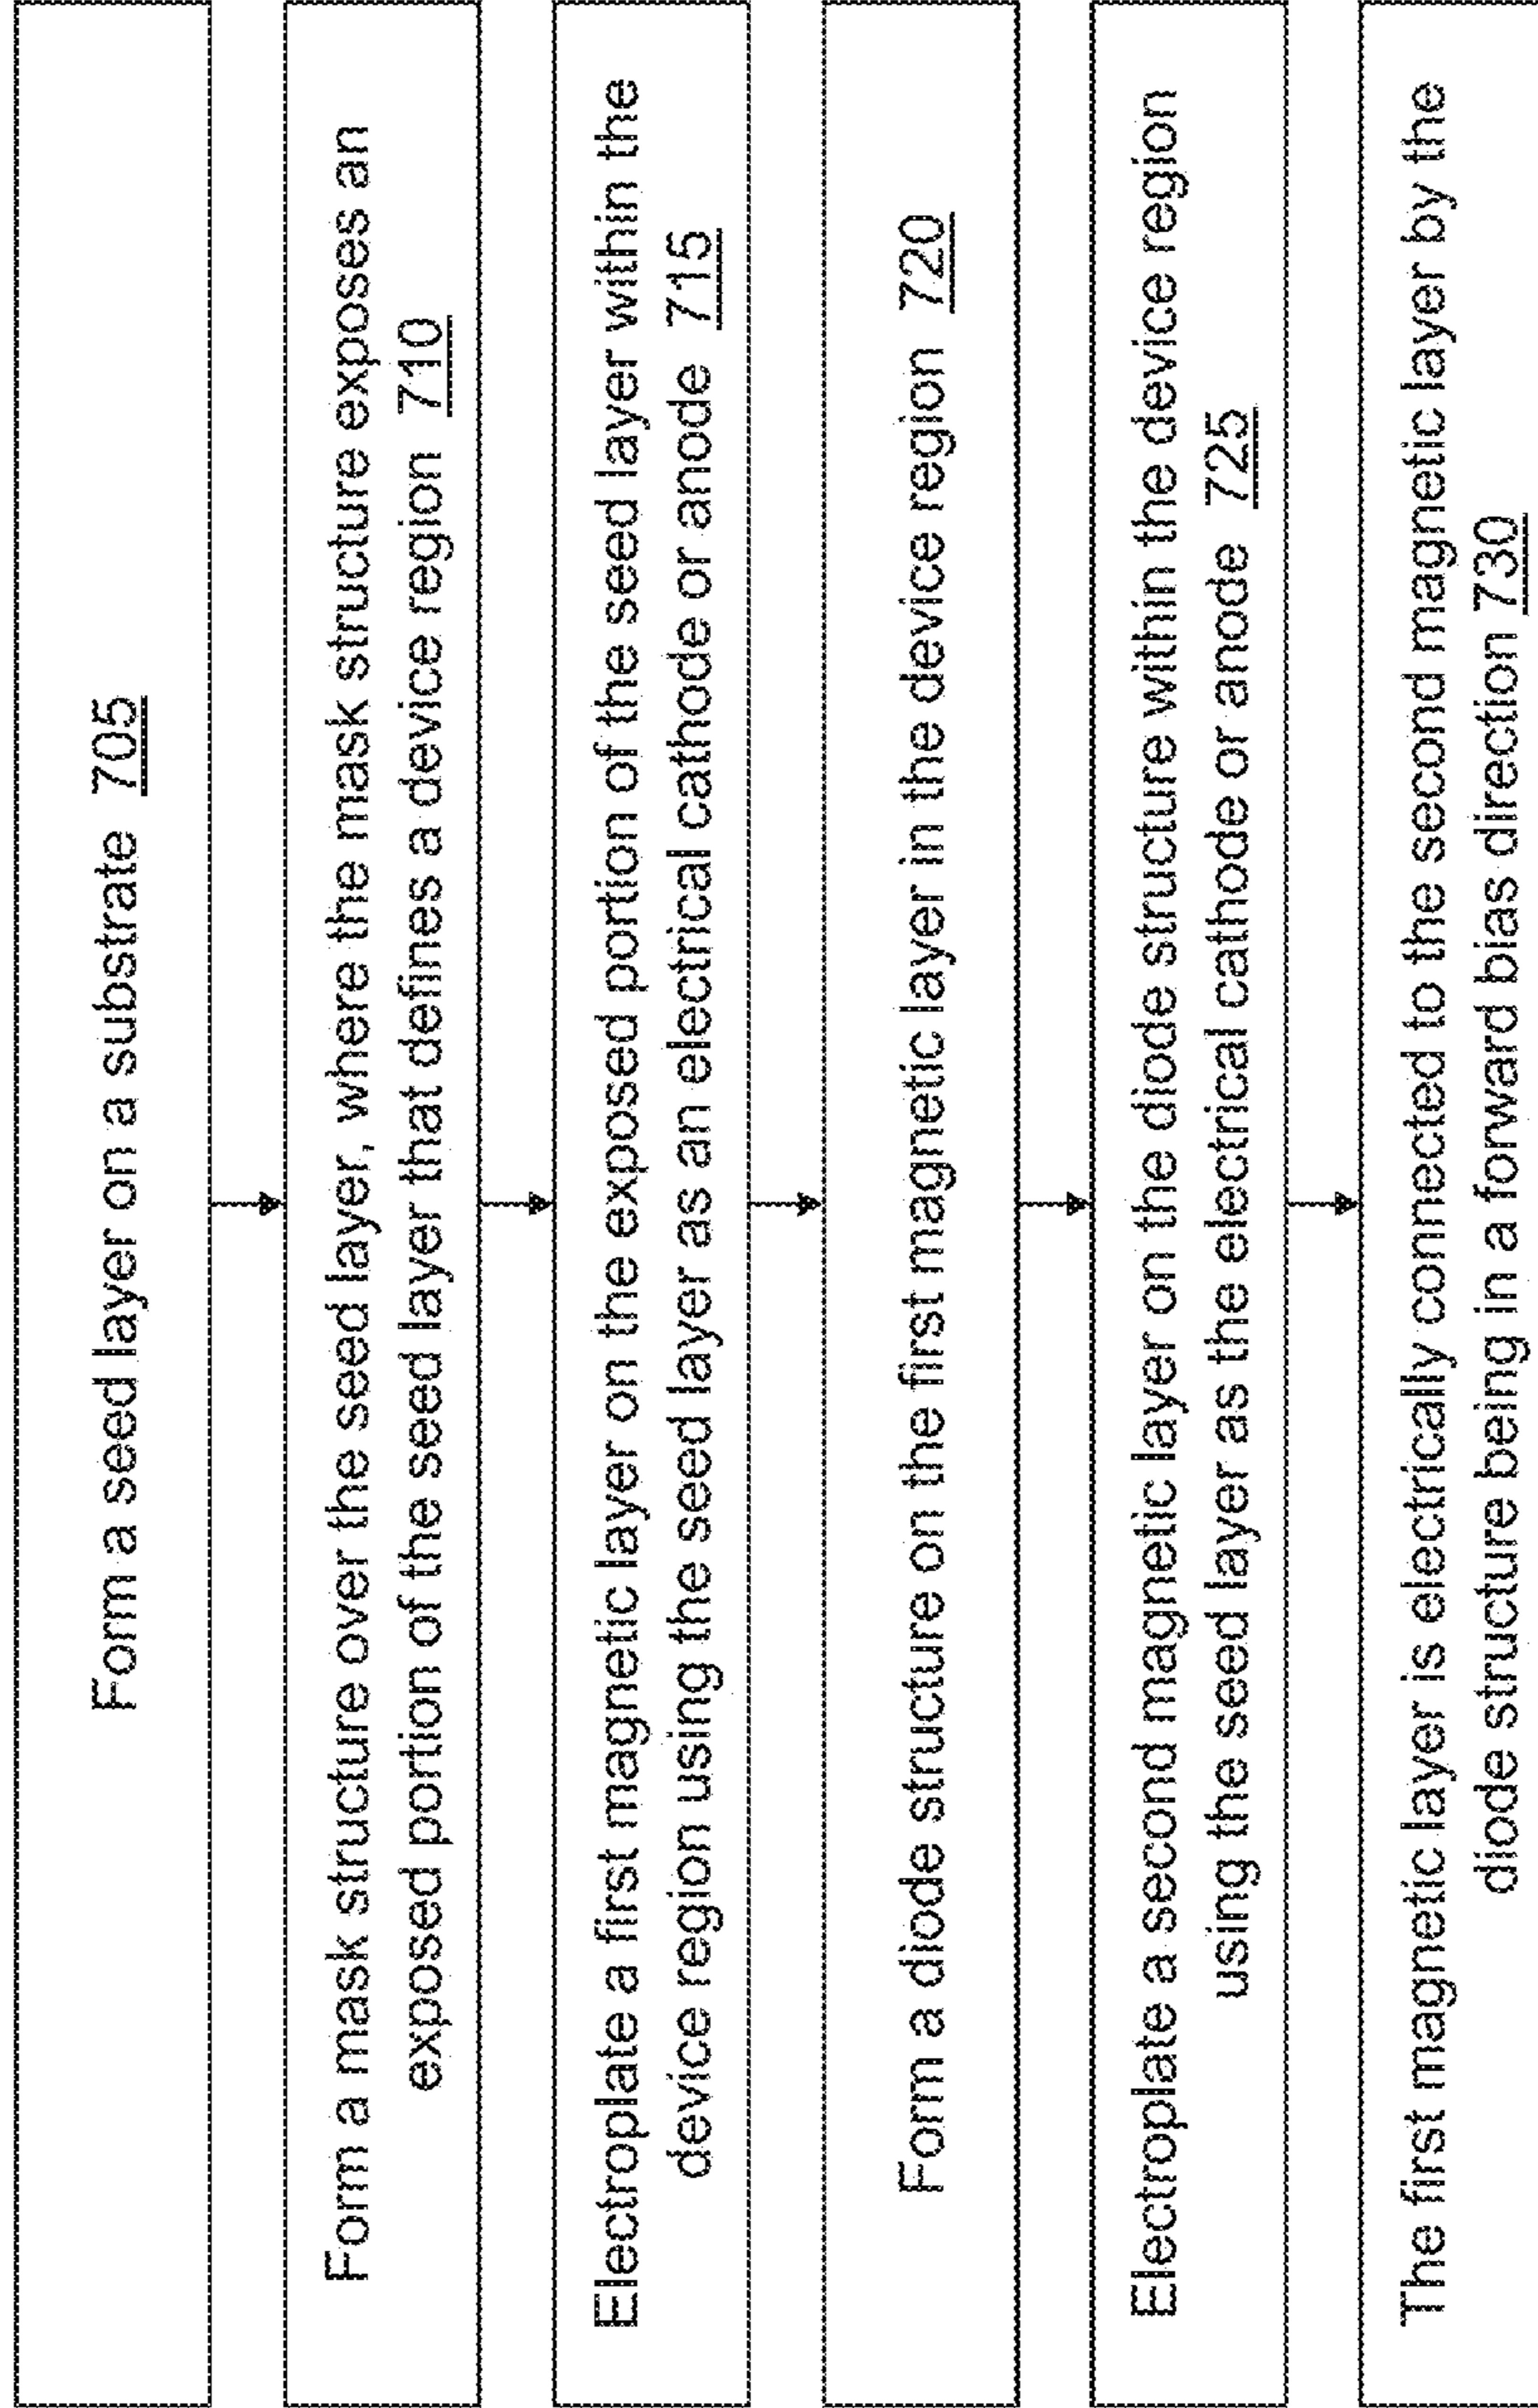 Form a seed layer on a substrate 705
Form a mask structure over the seed layer, where the mask structure exposes an
exposed portion of the seed layer that defines a device region 710
Electroplate a first magnetic layer on the exposed portion of the seed layer within the
device region using the seed layer as an electrical cathode or anode 715
Form a diode structure on the first magnetic layer in the device region 720
Electroplate a second magnetic layer on the diode structure within the device region
using the seed layer as the electrical cathode or anode 725
The first magnetic layer is electrically connected to the second magnetic layer by the
diode structure being in a forward bias direction 730